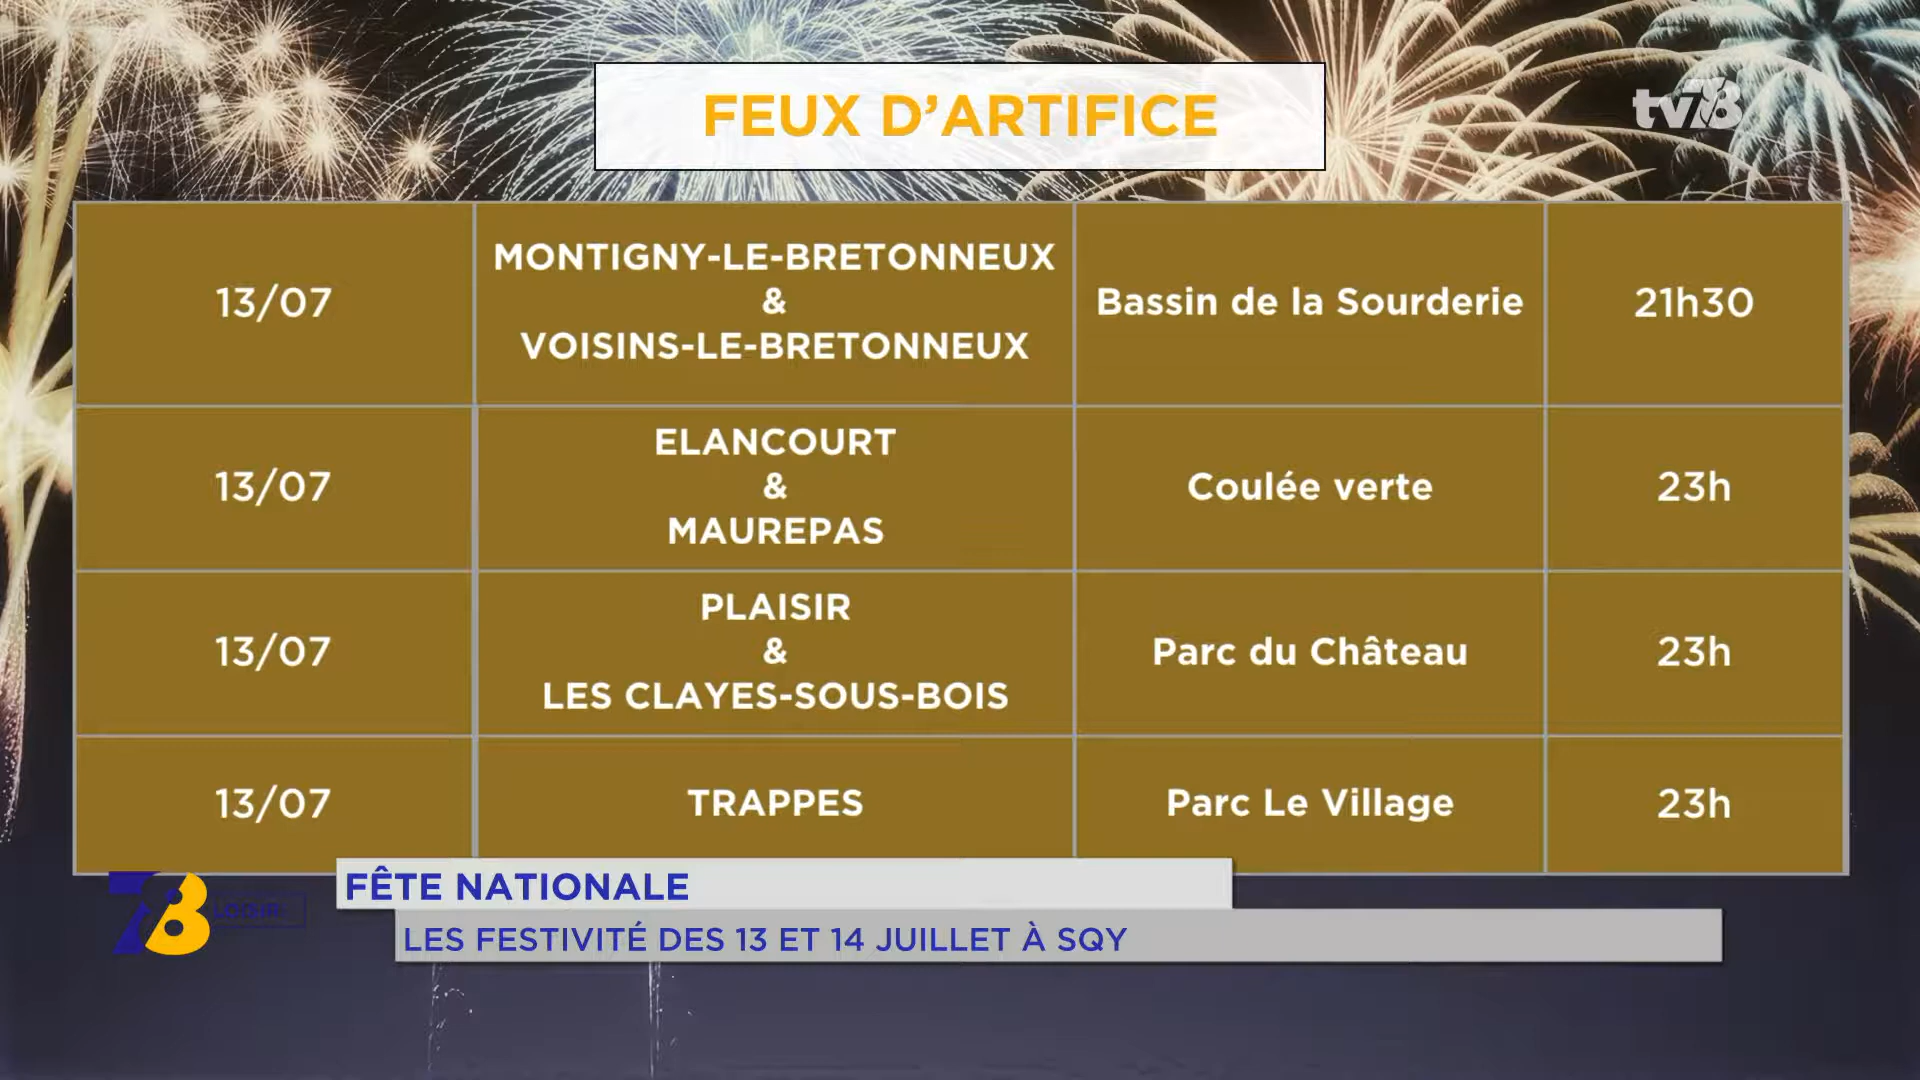 FEUX D’ARTIFICE
tv78
13/07
MONTIGNY-LE-BRETONNEUX
&
VOISINS-LE-BRETONNEUX
Bassin de la Sourderie
21h30
13/07
ELANCOURT
&
MAUREPAS
Coulée verte
23h
13/07
PLAISIR
&
LES CLAYES-SOUS-BOIS
Parc du Château
23h
13/07
TRAPPES
Parc Le Village
23h
78
FÊTE NATIONALE
LES FESTIVITÉ DES 13 ET 14 JUILLET À SQY